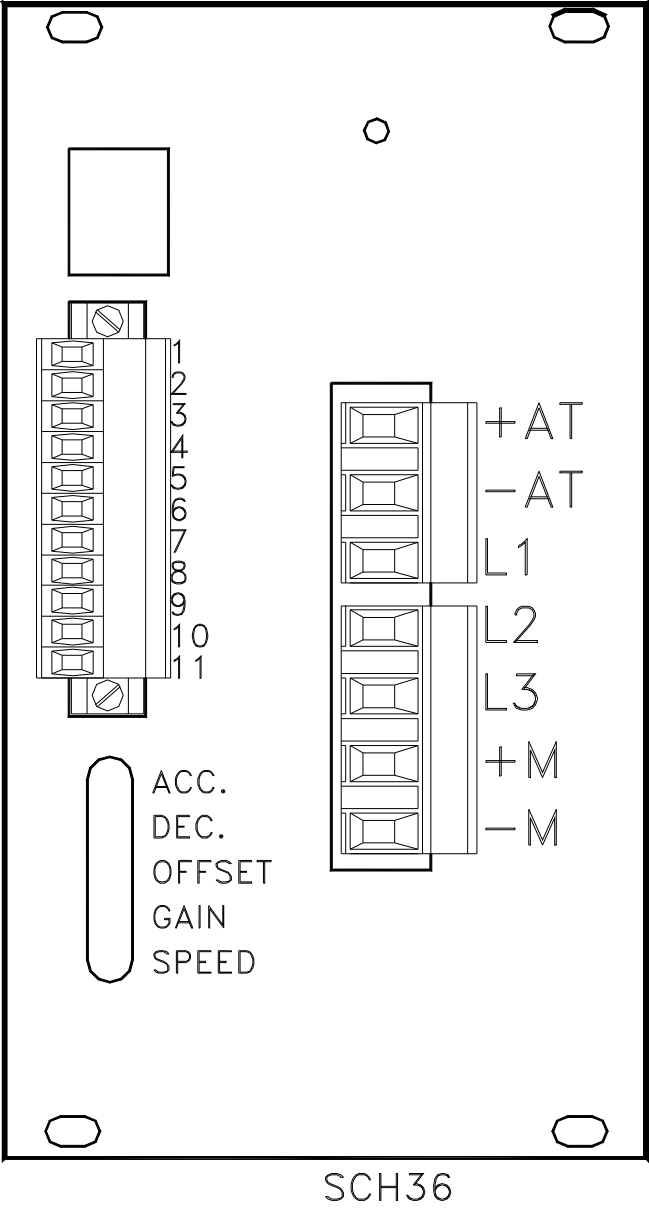 1
2
3
4
5
6
7
8
9
10
11
+AT
-AT
L1
L2
L3
+M
-M
ACC.
DEC.
OFFSET
GAIN
SPEED
SCH36